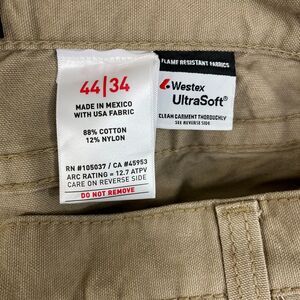 44|34
MADE IN MEXICO
WITH USA FABRIC
88% COTTON
12% NYLON
RN #105037 / CA #45953
ARC RATING = 12.7 ATPV
CARE ON REVERSE SIDE
DO NOT REMOVE
FLAME RESISTANT FABRICS
Westex
UltraSoft®
CLEAN GARMENT THOROUGHLY
SEE REVERSE SIDE